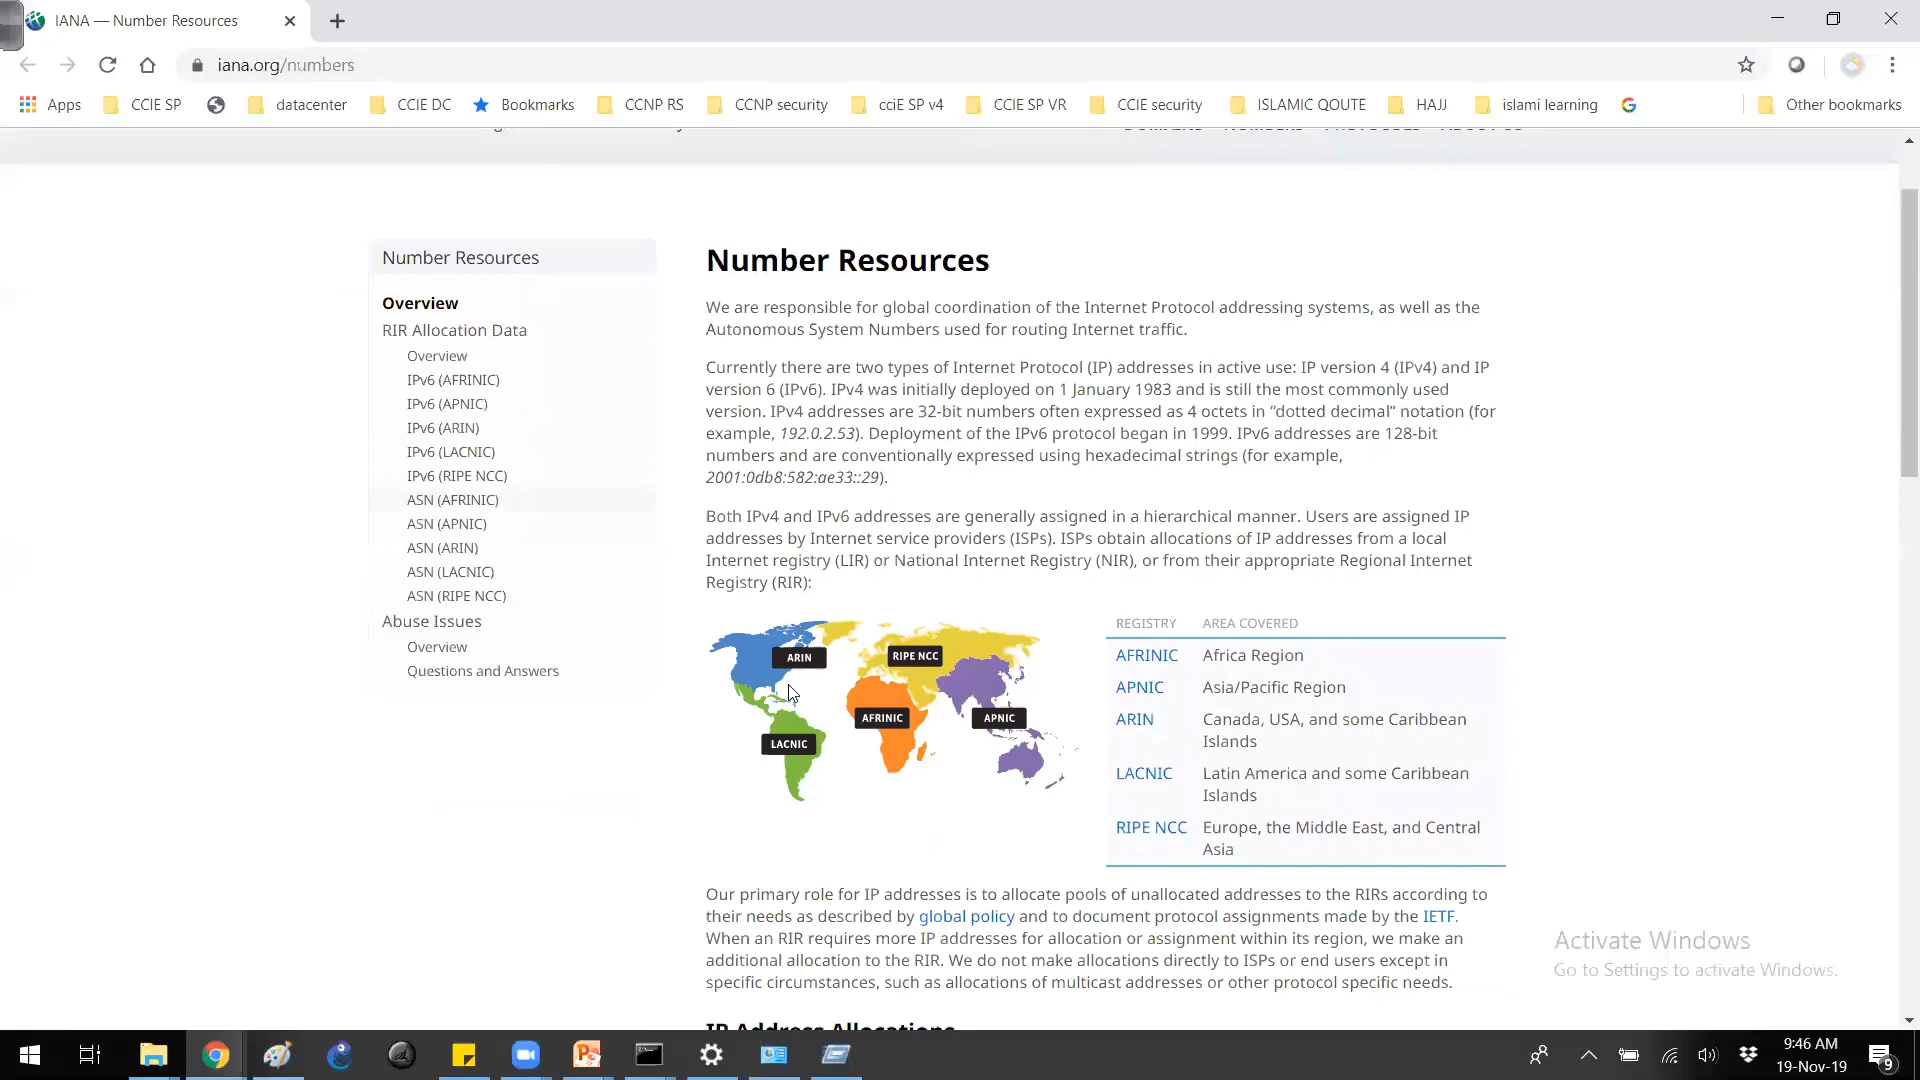 IANA — Number Resources
iana.org/numbers
Apps CCIE SP datacenter CCIE DC Bookmarks CCNP RS CCNP security cciE SP v4 CCIE SP VR CCIE security ISLAMIC QOUTE HAJJ islami learning Other bookmarks
Number Resources
Overview
RIR Allocation Data
Overview
IPv6 (AFRINIC)
IPv6 (APNIC)
IPv6 (ARIN)
IPv6 (LACNIC)
IPv6 (RIPE NCC)
ASN (AFRINIC)
ASN (APNIC)
ASN (ARIN)
ASN (LACNIC)
ASN (RIPE NCC)
Abuse Issues
Overview
Questions and Answers
Number Resources
We are responsible for global coordination of the Internet Protocol addressing systems, as well as the
Autonomous System Numbers used for routing Internet traffic.
Currently there are two types of Internet Protocol (IP) addresses in active use: IP version 4 (IPv4) and IP
version 6 (IPv6). IPv4 was initially deployed on 1 January 1983 and is still the most commonly used
version. IPv4 addresses are 32-bit numbers often expressed as 4 octets in “dotted decimal” notation (for
example, 192.0.2.53). Deployment of the IPv6 protocol began in 1999. IPv6 addresses are 128-bit
numbers and are conventionally expressed using hexadecimal strings (for example,
2001:0db8:582:ae33::29).
Both IPv4 and IPv6 addresses are generally assigned in a hierarchical manner. Users are assigned IP
addresses by Internet service providers (ISPs). ISPs obtain allocations of IP addresses from a local
Internet registry (LIR) or National Internet Registry (NIR), or from their appropriate Regional Internet
Registry (RIR):
ARIN
RIPE NCC
AFRINIC
APNIC
LACNIC
REGISTRY AREA COVERED
AFRINIC Africa Region
APNIC Asia/Pacific Region
ARIN Canada, USA, and some Caribbean
Islands
LACNIC Latin America and some Caribbean
Islands
RIPE NCC Europe, the Middle East, and Central
Asia
Our primary role for IP addresses is to allocate pools of unallocated addresses to the RIRs according to
their needs as described by global policy and to document protocol assignments made by the IETF.
When an RIR requires more IP addresses for allocation or assignment within its region, we make an
additional allocation to the RIR. We do not make allocations directly to ISPs or end users except in
specific circumstances, such as allocations of multicast addresses or other protocol specific needs.
IP Address Allocations
Activate Windows
Go to Settings to activate Windows.
9:46 AM
19-Nov-19
9